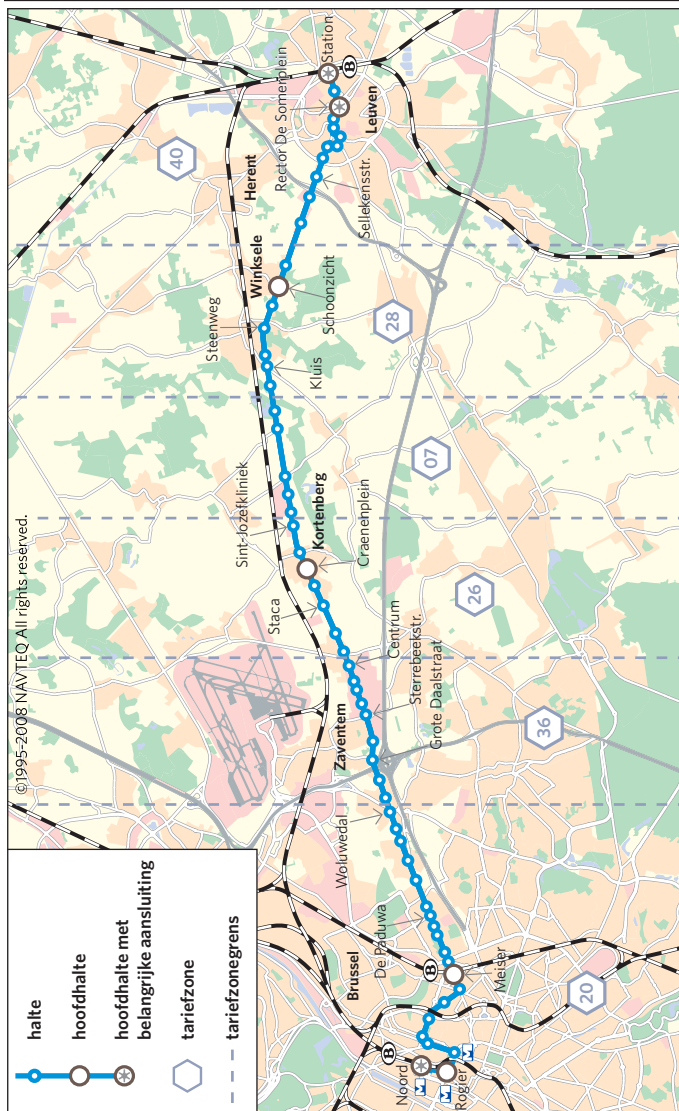 ©1995-2008 NAVITEQ All rights reserved.
halte
hoofdhalte
hoofdhalte met
belangrijke aansluiting
tariefzone
tariefzonegrens
Noord
Rogier
B
M
M
Brussel
B
Meiser
De Paduwa
20
Woluwedal
Zaventem
Grote Daalstraat
Sterrebeekstr.
Centrum
36
Staca
Kortenberg
Craenenplein
Sint-Jozefkliniek
26
07
Kluis
Steenweg
Winksele
Schoonzicht
28
Herent
Sellekensstr.
40
Rector De Somerplein
Leuven
Station
B